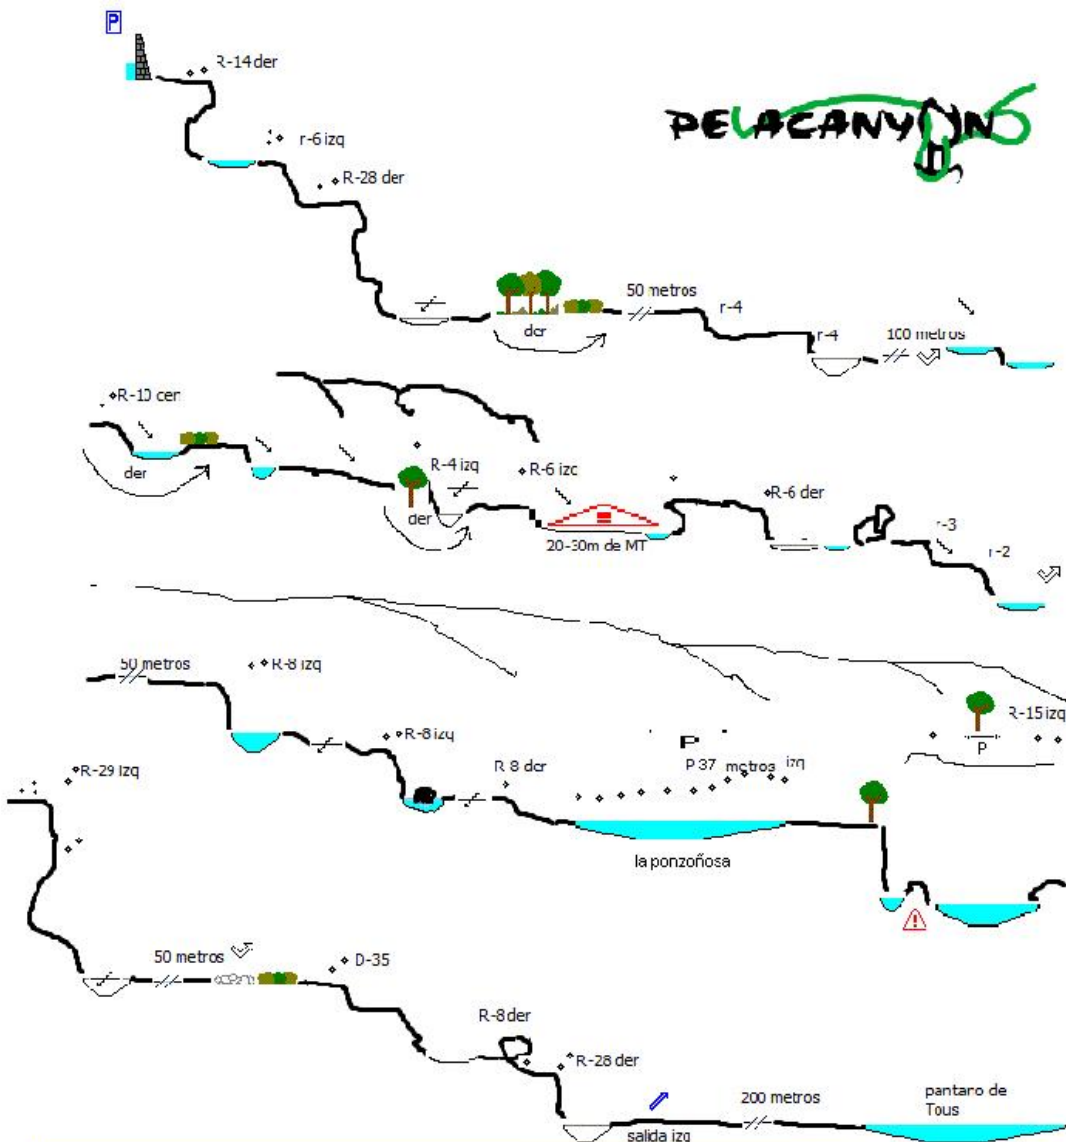 P
R-14 der
PELACANYON
r-6 izq
R-28 der
50 metros
r-4
der
r-4
100 metros
R-10 cen
der
R-4 izq
der
R-6 izc
20-30m de MT
R-6 der
r-3
r-2
50 metros
R-8 izq
R-15 izq
P
R-8 izq
P
P 37 metros izq
R-29 izq
R 8 der
la ponzoñosa
50 metros
D-35
R-8 der
R-28 der
200 metros
pantaro de
Tous
salida izq